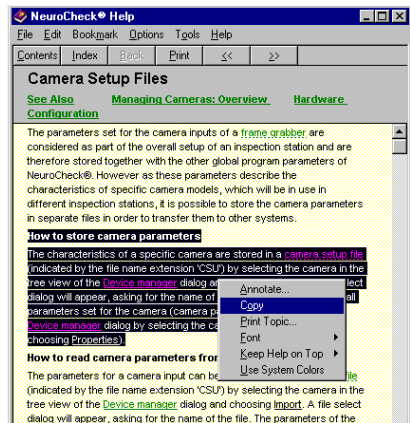 NeuroCheck® Help
File Edit Bookmark Options Tools Help
Contents Index Back Print << >>
Camera Setup Files
See Also Managing Cameras: Overview Hardware
Configuration
The parameters set for the camera inputs of a frame grabber are
considered as part of the overall setup of an inspection station and are
therefore stored together with the other global program parameters of
NeuroCheck®. However as these parameters describe the
characteristics of specific camera models, which will be in use in
different inspection stations, it is possible to store the camera parameters
in separate files in order to transfer them to other systems.
How to store camera parameters
The characteristics of a specific camera are stored in a camera setup file
(indicated by the file name extension 'CSU') by selecting the camera in the
tree view of the Device manager dialog an lect
dialog will appear, asking for the name of all
parameters set for the camera (camera pa
Device manager dialog by selecting the ca
choosing Properties).
Annotate...
Copy
Print Topic...
Font
Keep Help on Top
Use System Colors
How to read camera parameters fro
The parameters for a camera input can be file
(indicated by the file name extension 'CSU') by selecting the camera in the
tree view of the Device manager dialog and choosing Import. A file select
dialog will appear, asking for the name of the file. The parameters of the